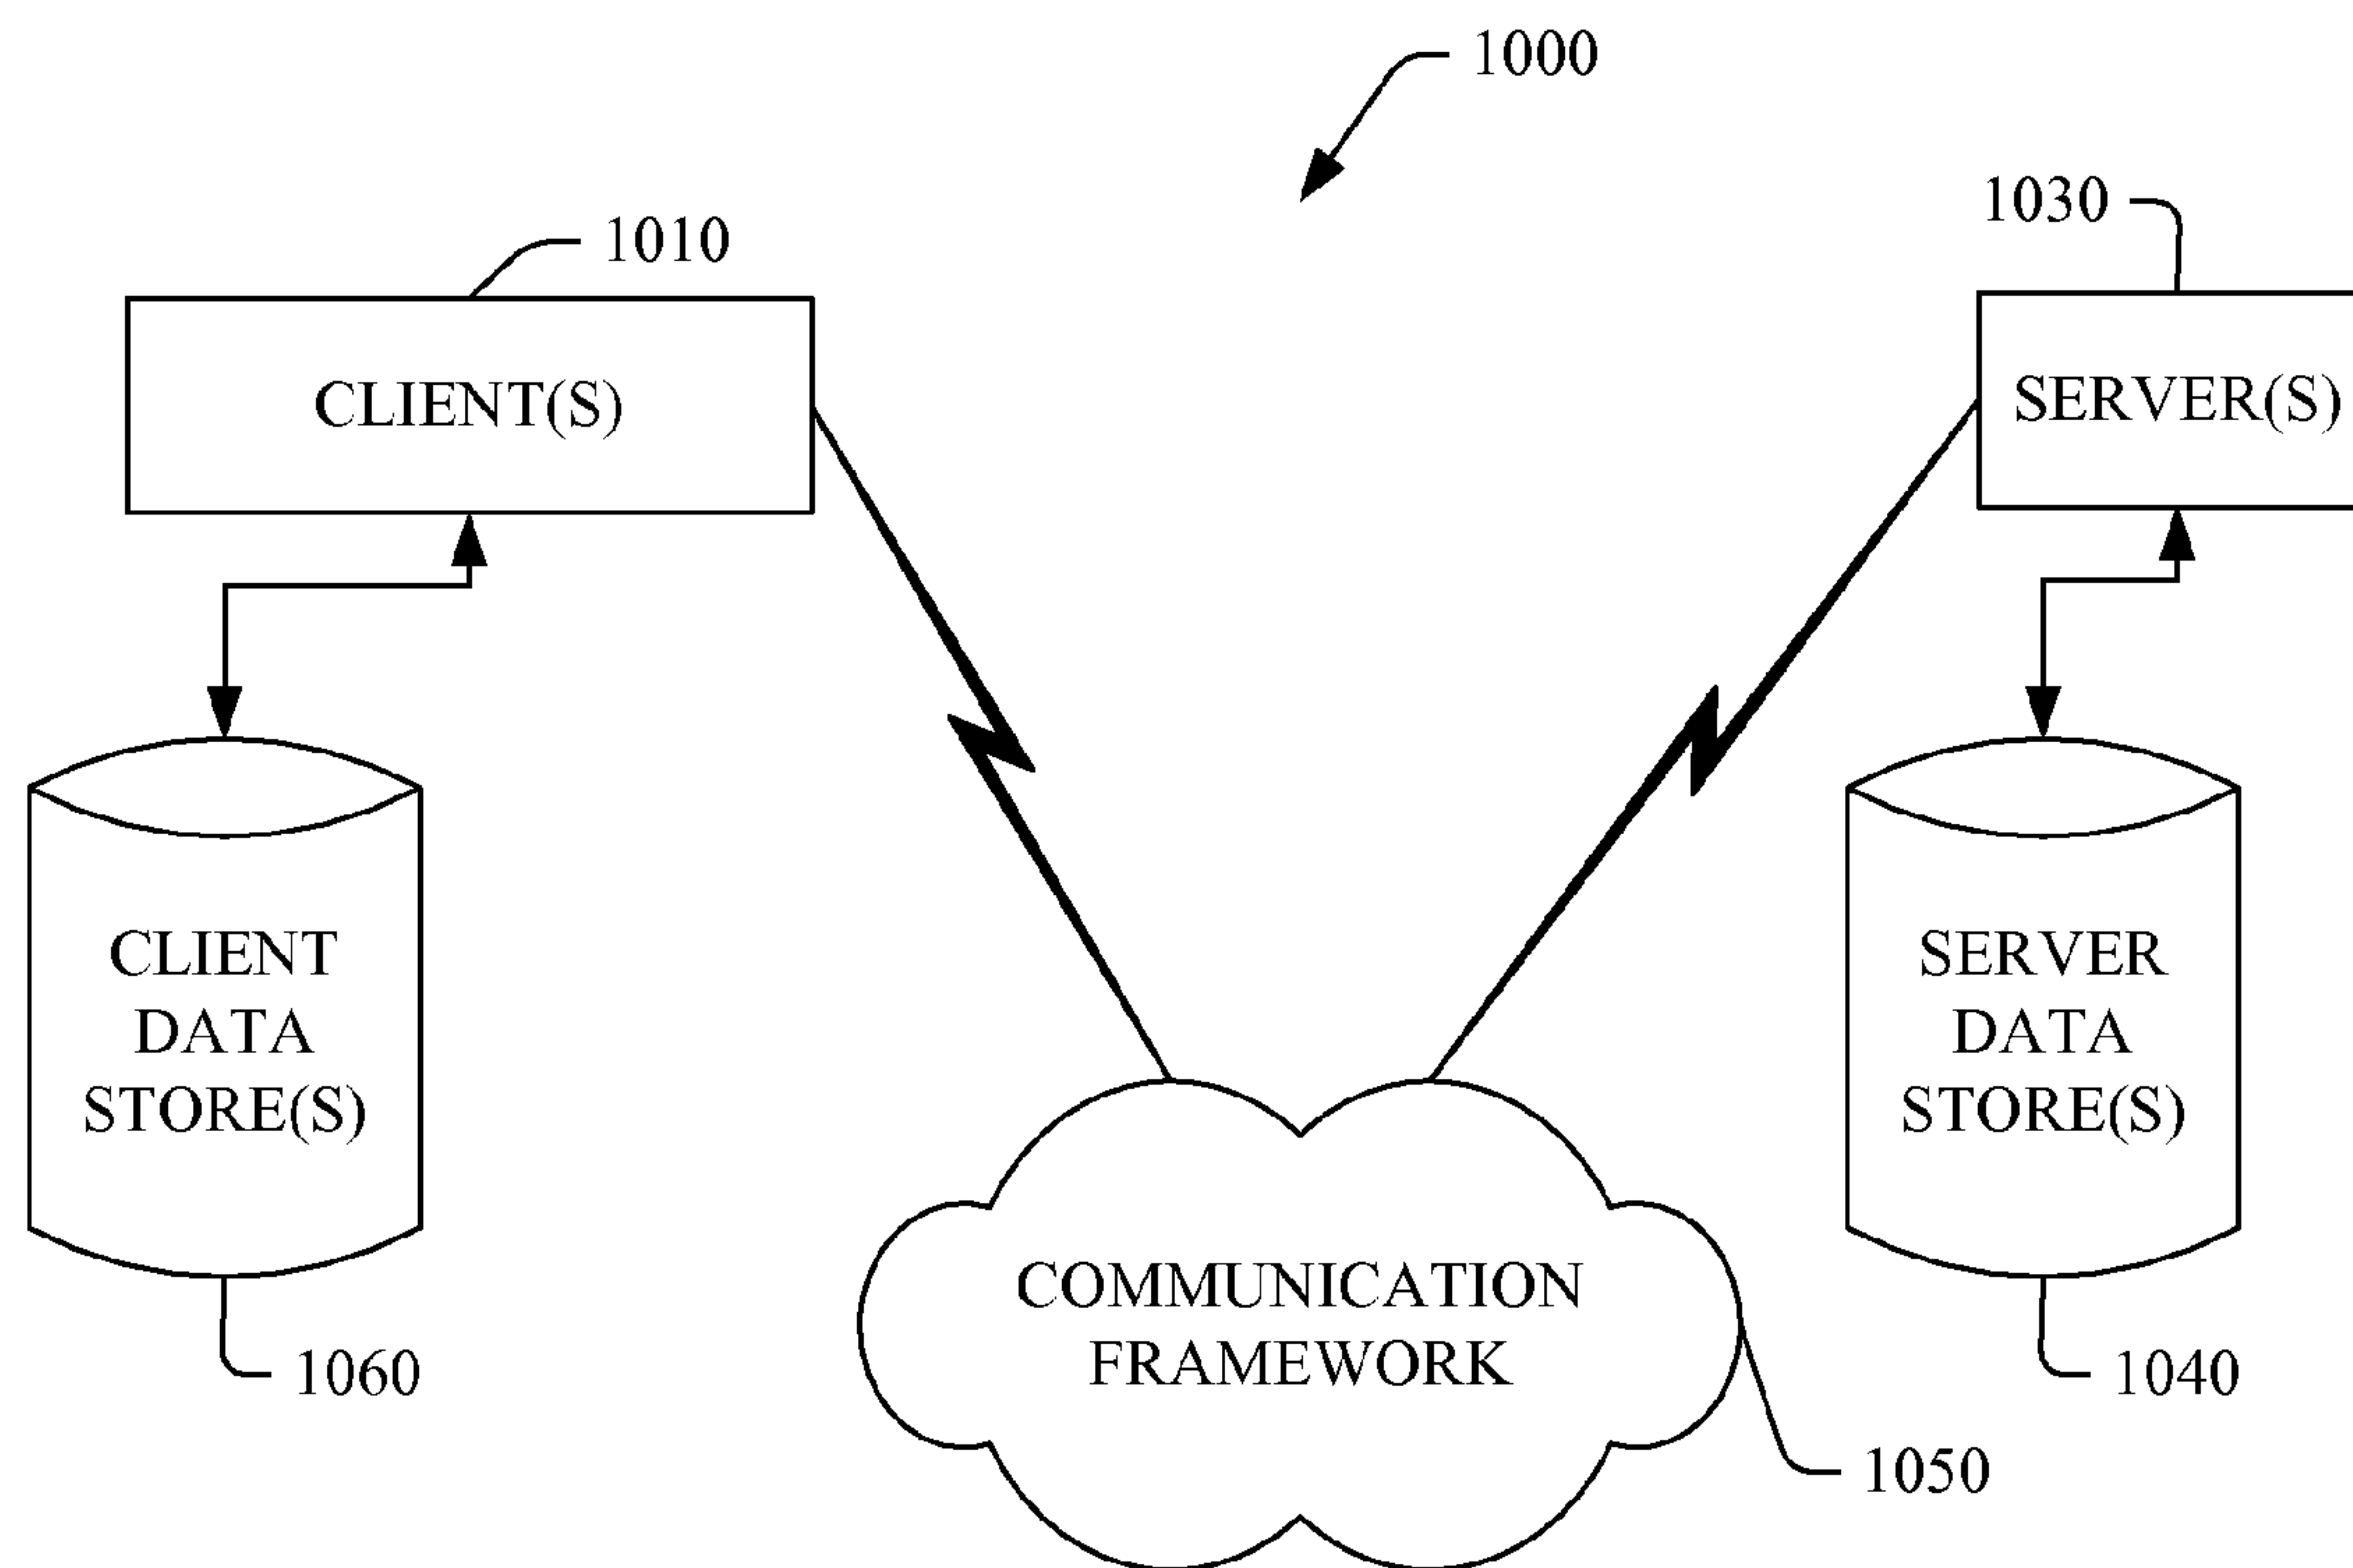 1000
1010
1030
CLIENT(S)
SERVER(S)
CLIENT
DATA
STORE(S)
SERVER
DATA
STORE(S)
COMMUNICATION
FRAMEWORK
1060
1040
1050